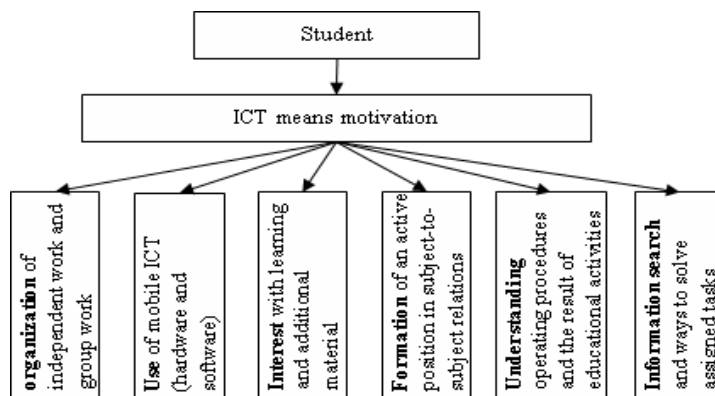 Student
ICT means motivation
organization of
independent work and
group work
Use of mobile ICT
(hardware and
software)
Interest with learning
and additional
material
Formation of an active
position in subject-to-
subject relations
Understanding
operating procedures
and the result of
educational activities
Information search
and ways to solve
assigned tasks